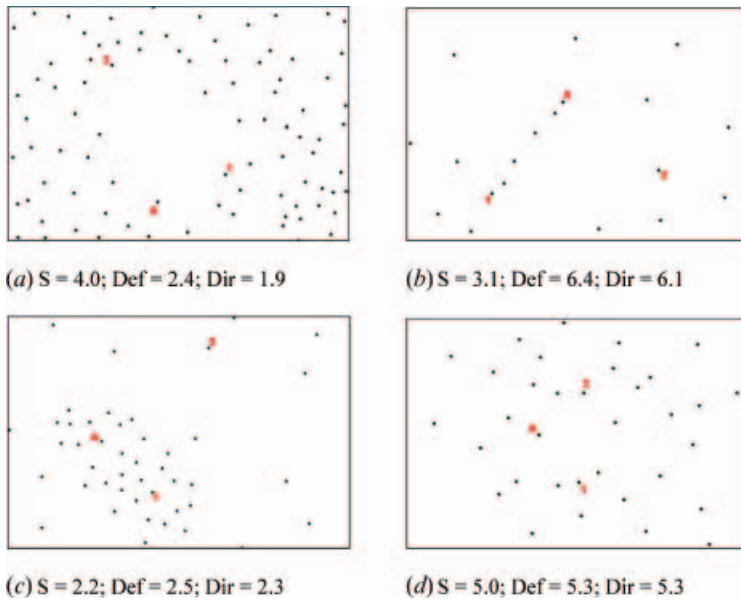 (a) S = 4.0; Def = 2.4; Dir = 1.9
(b) S = 3.1; Def = 6.4; Dir = 6.1
(c) S = 2.2; Def = 2.5; Dir = 2.3
(d) S = 5.0; Def = 5.3; Dir = 5.3